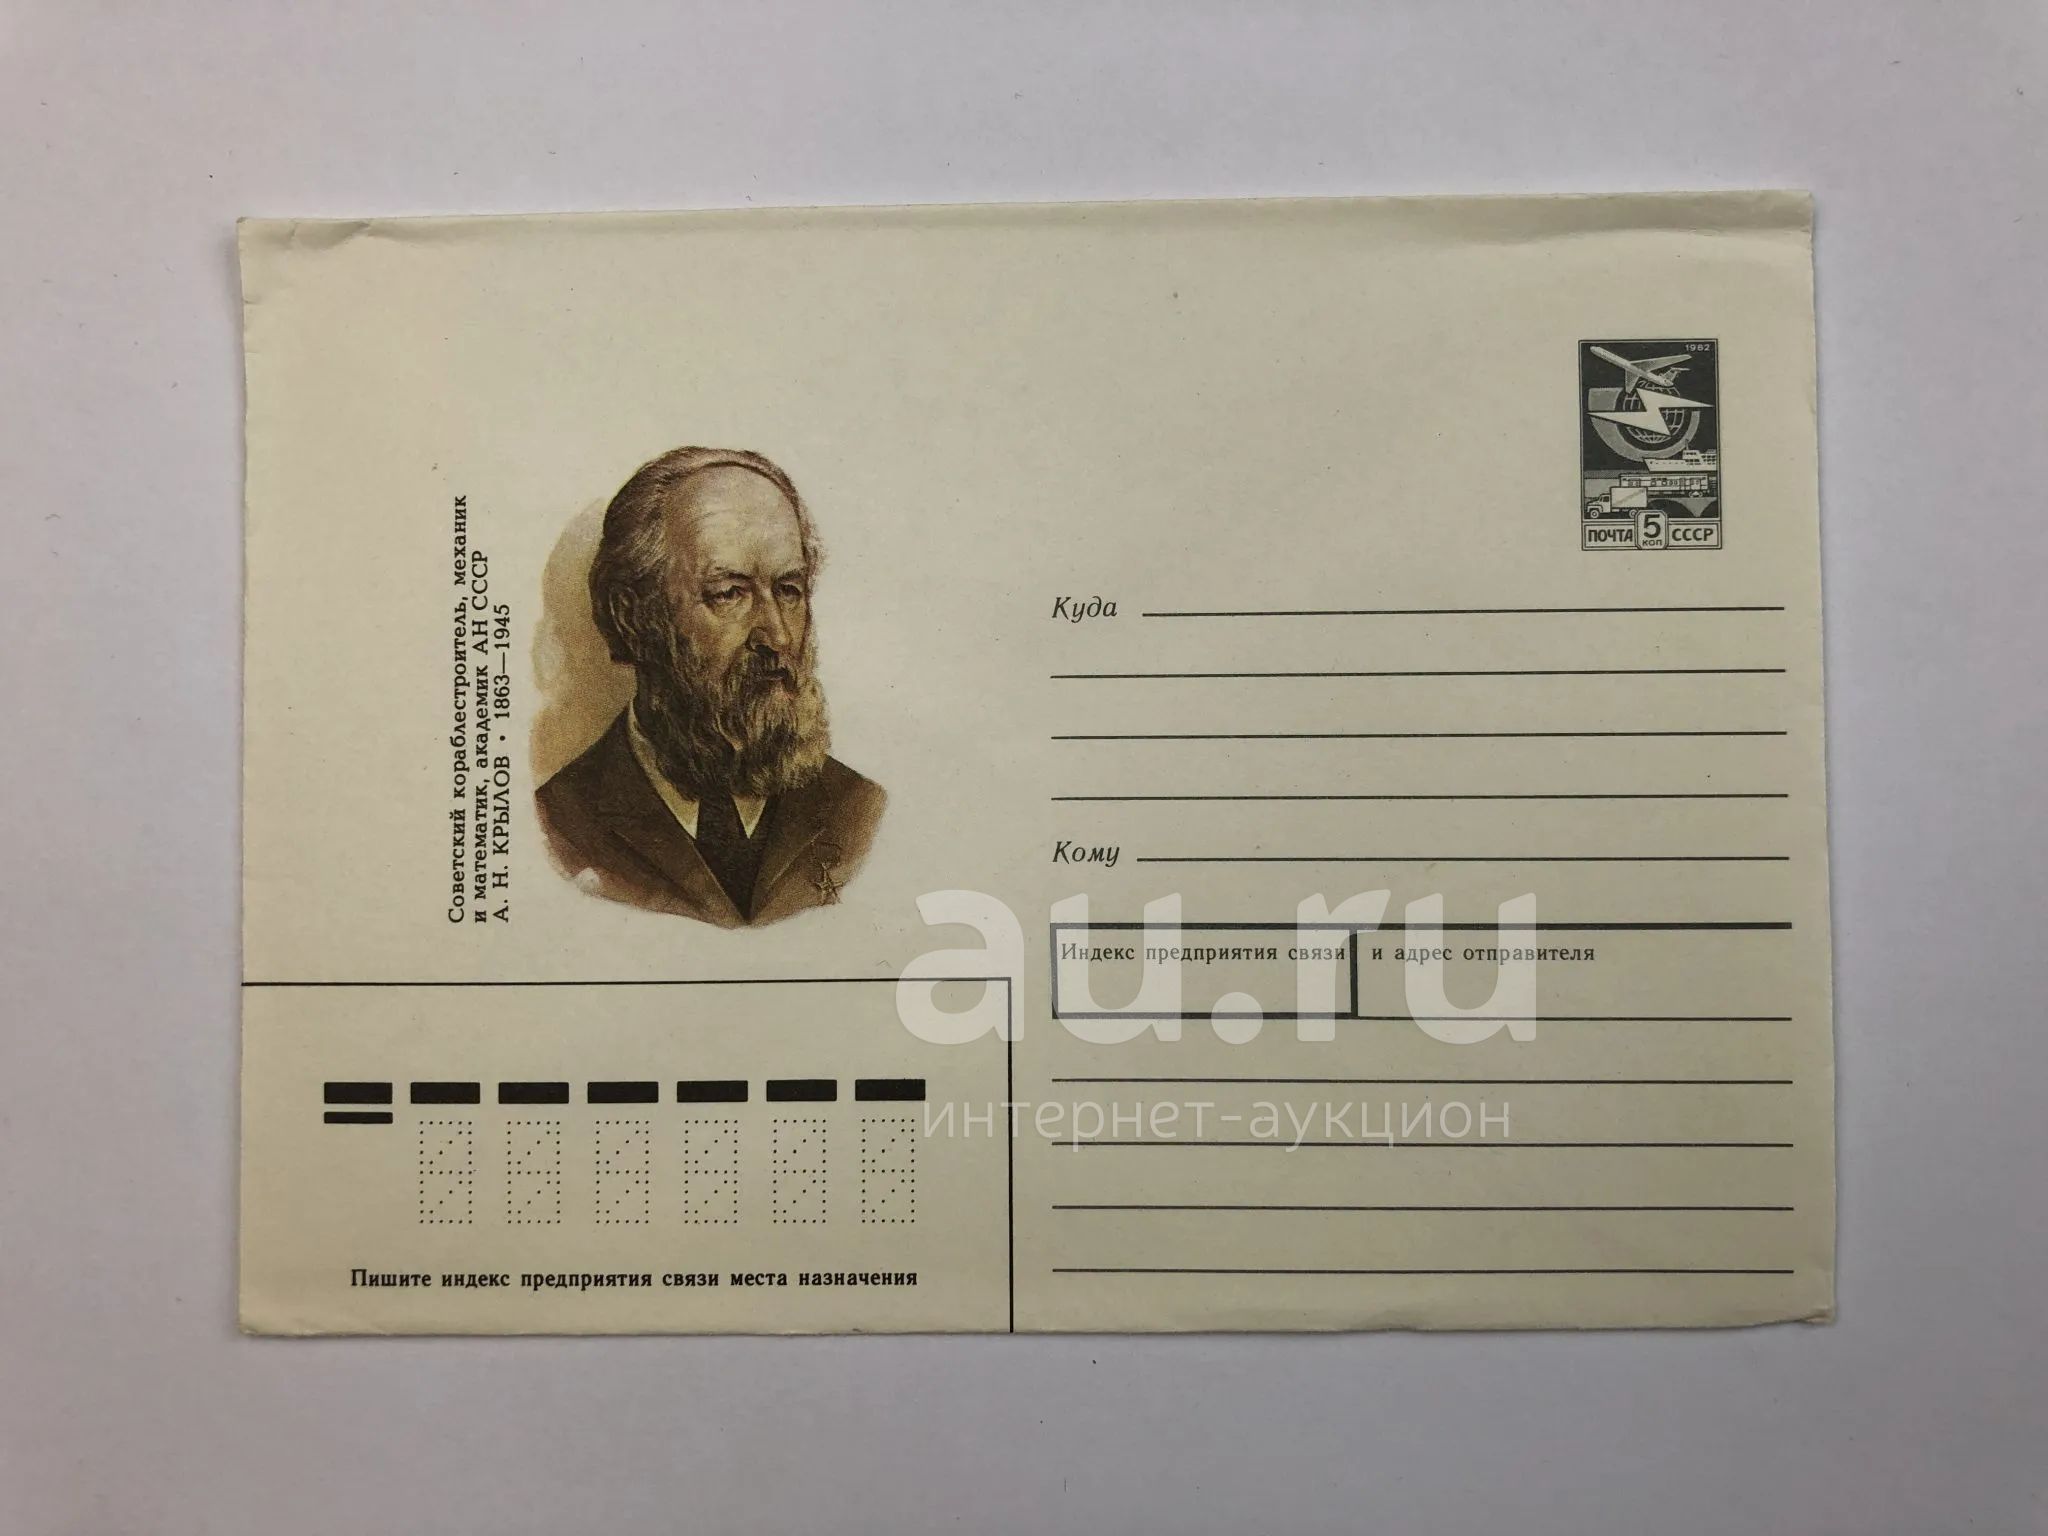 1982
ПОЧТА 5 КОП СССР
Советский кораблестроитель, механик
и математик, академик АН СССР
А. Н. КРЫЛОВ • 1863—1945
Куда
Кому
Индекс предприятия связи и адрес отправителя
au.ru
интернет-аукцион
Пишите индекс предприятия связи места назначения